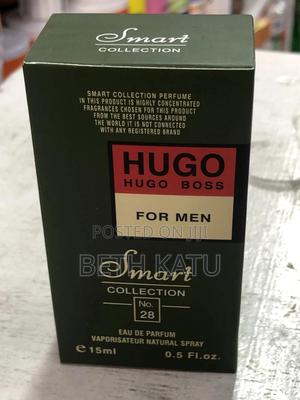 Smart
COLLECTION
SMART COLLECTION PERFUME
IN THIS PRODUCT IS HIGHLY CONCENTRATED
FRAGRANCES CHOSEN FOR THIS PRODUCT
FROM THE BEST SOURCES AROUND
THE WORLD IT IS NOT CONNECTED
WITH ANY REGISTERED BRAND
HUGO
HUGO BOSS
FOR MEN
POSTED ON jiji
BETH KATU
Smart
COLLECTION
No.
28
EAU DE PARFUM
VAPORISATEUR NATURAL SPRAY
e 15ml 0.5 Fl.oz.